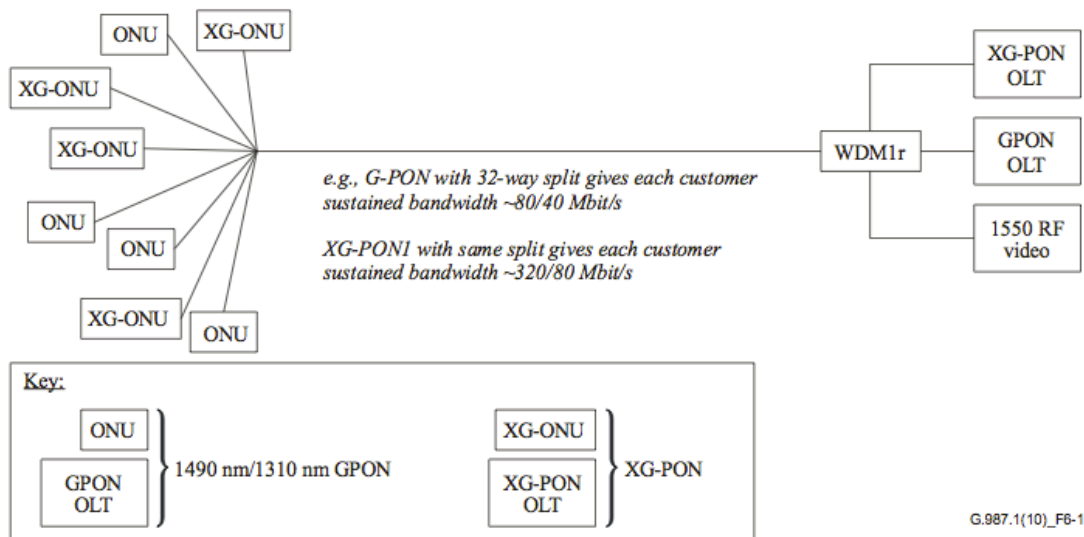 ONU
XG-ONU
XG-ONU
XG-ONU
ONU
ONU
XG-ONU
ONU
e.g., G-PON with 32-way split gives each customer
sustained bandwidth ~80/40 Mbit/s
XG-PON1 with same split gives each customer
sustained bandwidth ~320/80 Mbit/s
WDM1r
XG-PON
OLT
GPON
OLT
1550 RF
video
Key:
ONU
GPON
OLT
1490 nm/1310 nm GPON
XG-ONU
XG-PON
OLT
XG-PON
G.987.1(10)_F6-1